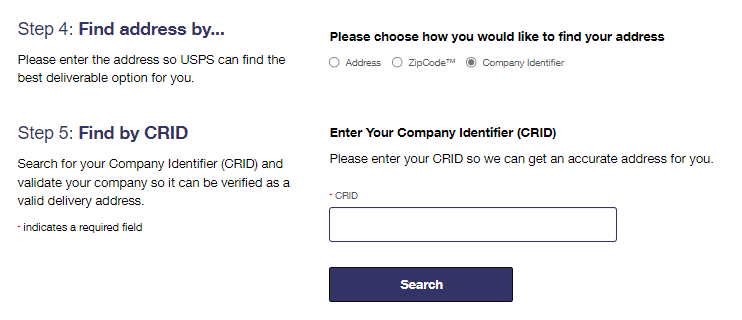 Step 4: Find address by...
Please enter the address so USPS can find the
best deliverable option for you.
Please choose how you would like to find your address
Address ZipCode™ Company Identifier
Step 5: Find by CRID
Search for your Company Identifier (CRID) and
validate your company so it can be verified as a
valid delivery address.
* indicates a required field
Enter Your Company Identifier (CRID)
Please enter your CRID so we can get an accurate address for you.
* CRID
Search